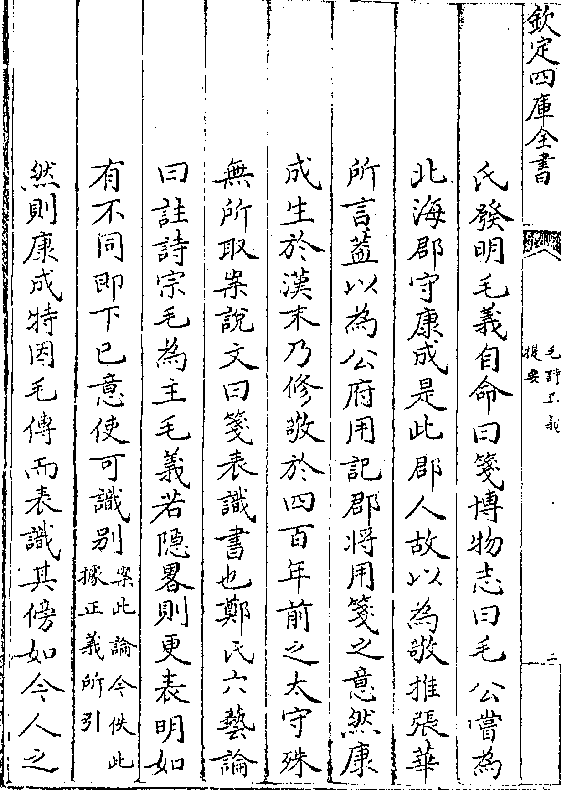 欽定四庫全書
毛詩正義
提要
二
氏發明毛義自命曰箋博物志曰毛公嘗為
北海郡守康成是此郡人故以為敬推張華
所言蓋以為公府用記郡將用箋之意然康
成生於漢末乃修敬於四百年前之太守殊
無所取案說文曰箋表識書也鄭氏六藝論
曰註詩宗毛為主毛義若隱畧則更表明如
有不同即下已意使可識别
案此論今佚此
據正義所引
然則康成特因毛傳而表識其傍如今人之